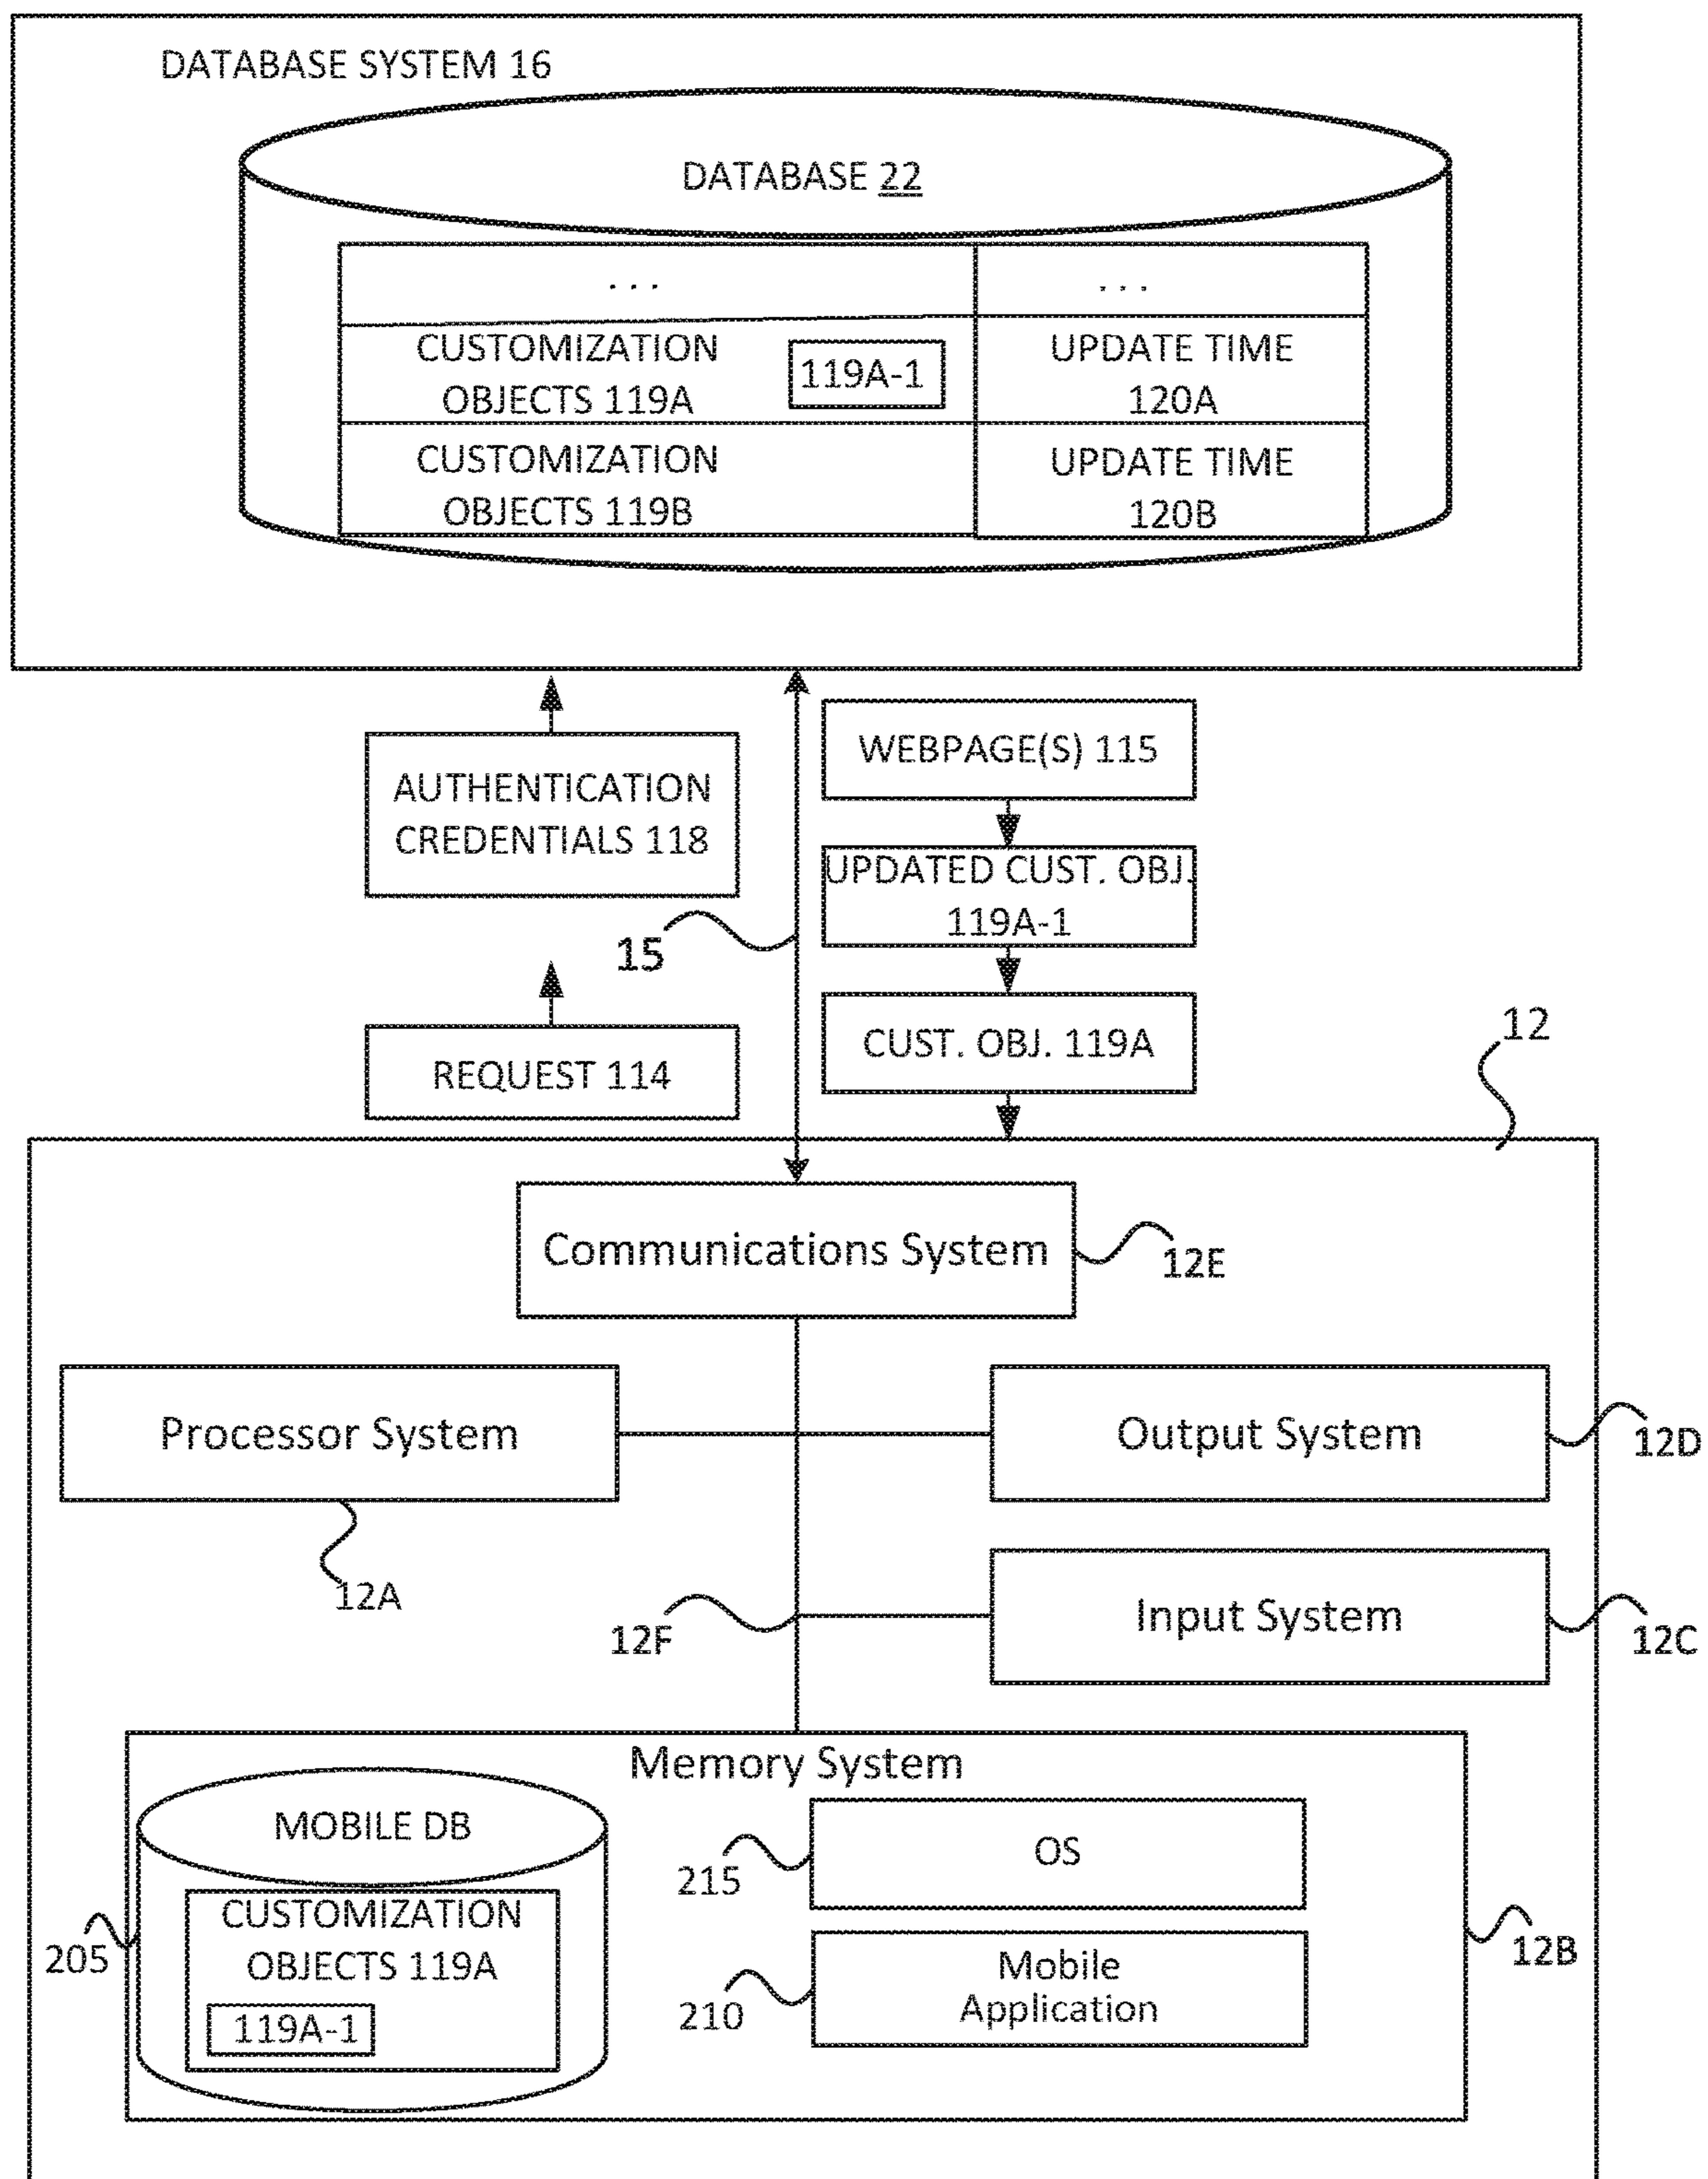 DATABASE SYSTEM 16
DATABASE 22
. . .
. . .
CUSTOMIZATION
OBJECTS 119A
119A-1
UPDATE TIME
120A
CUSTOMIZATION
OBJECTS 119B
UPDATE TIME
120B
AUTHENTICATION
CREDENTIALS 118
REQUEST 114
15
WEBPAGE(S) 115
UPDATED CUST. OBJ.
119A-1
CUST. OBJ. 119A
12
Communications System
12E
Processor System
12A
Output System
12D
12F
Input System
12C
Memory System
MOBILE DB
CUSTOMIZATION
OBJECTS 119A
119A-1
205
OS
215
Mobile
Application
210
12B